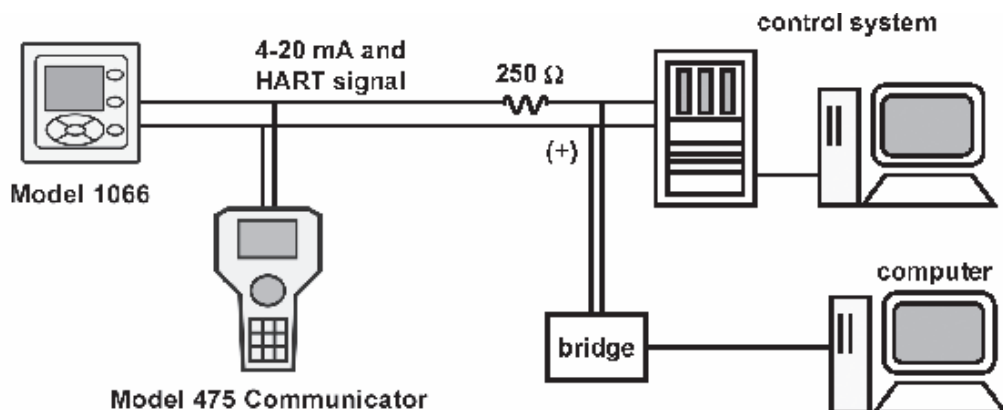 control system
4-20 mA and
HART signal
250 Ω
(+)
Model 1066
computer
bridge
Model 475 Communicator